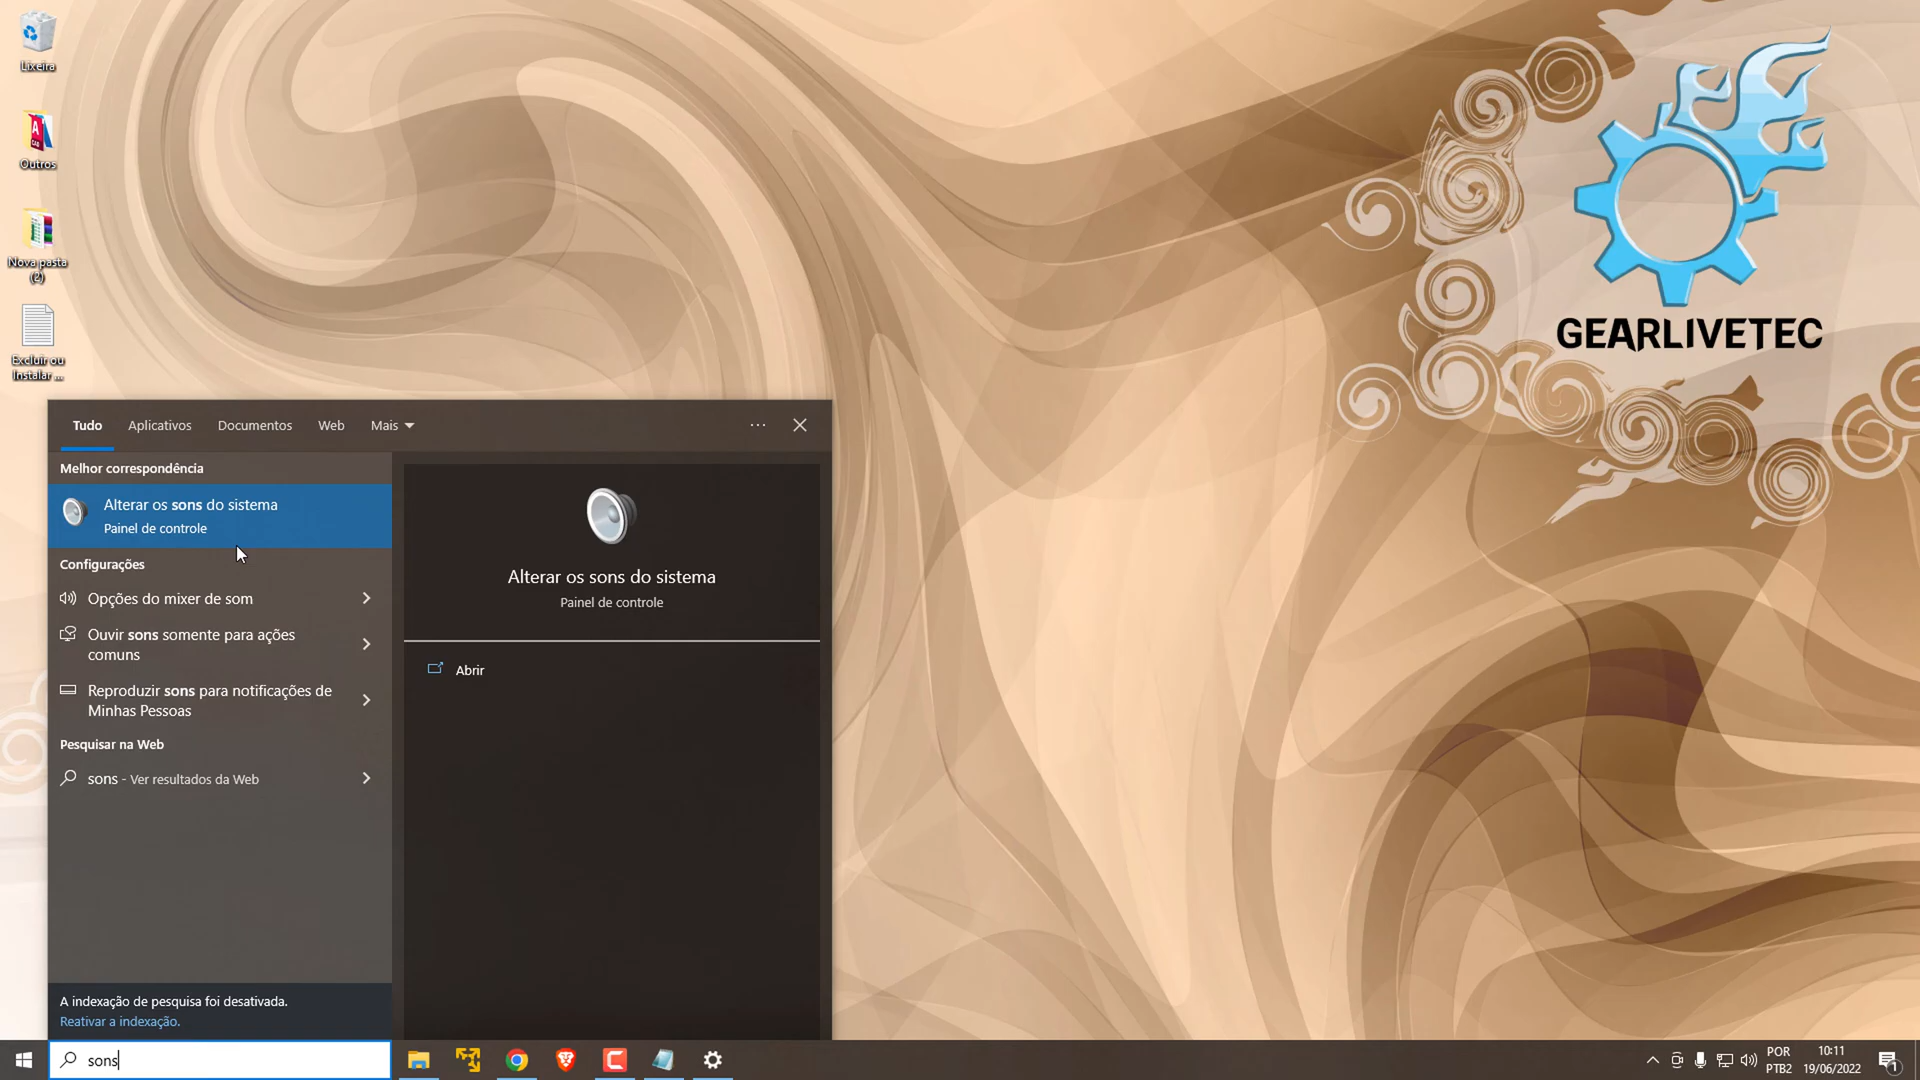 Lixeira
Outros
Nova pasta
(2)
Excluir ou
Instalar ...
GEARLIVETEC
Tudo
Aplicativos
Documentos
Web
Mais
Melhor correspondência
Alterar os sons do sistema
Painel de controle
Configurações
Opções do mixer de som
Ouvir sons somente para ações
comuns
Reproduzir sons para notificações de
Minhas Pessoas
Pesquisar na Web
sons - Ver resultados da Web
A indexação de pesquisa foi desativada.
Reativar a indexação.
Alterar os sons do sistema
Painel de controle
Abrir
sons
POR
PTB2
10:11
19/06/2022
1